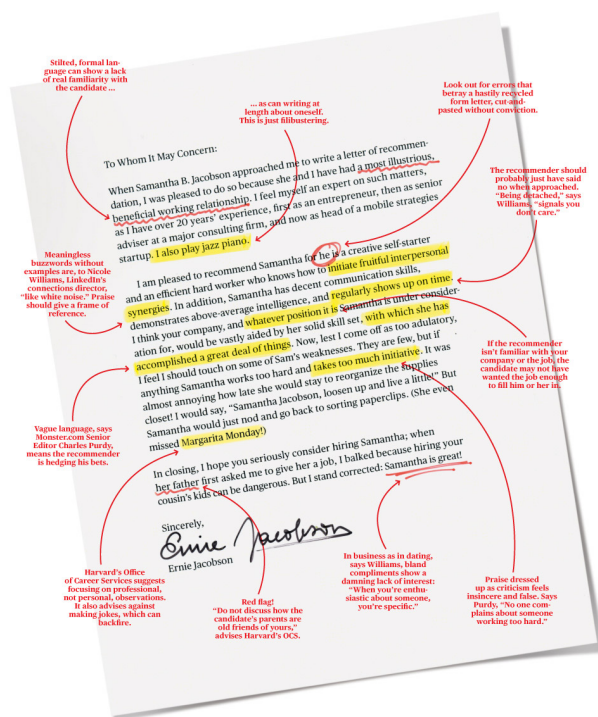 Stilted, formal lan-
guage can show a lack
of real familiarity with
the candidate ...
... as can writing at
length about oneself.
This is just filibustering.
Look out for errors that
betray a hastily recycled
form letter, cut-and-
pasted without conviction.
The recommender should
probably just have said
no when approached.
“Being detached,” says
Williams, “signals you
don’t care.”
Meaningless
buzzwords without
examples are, to Nicole
Williams, LinkedIn’s
connections director,
“like white noise.” Praise
should give a frame of
reference.
If the recommender
isn’t familiar with your
company or the job, the
candidate may not have
wanted the job enough
to fill him or her in.
Vague language, says
Monster.com Senior
Editor Charles Purdy,
means the recommender
is hedging his bets.
To Whom It May Concern:
When Samantha B. Jacobson approached me to write a letter of recommen-
dation, I was pleased to do so because she and I have had a most illustrious,
beneficial working relationship. I feel myself an expert on such matters,
as I have over 20 years’ experience, first as an entrepreneur, then as senior
adviser at a major consulting firm, and now as head of a mobile strategies
startup. I also play jazz piano.
I am pleased to recommend Samantha for he is a creative self-starter
and an efficient hard worker who knows how to initiate fruitful interpersonal
synergies. In addition, Samantha has decent communication skills,
demonstrates above-average intelligence, and regularly shows up on time.
I think your company, and whatever position it is Samantha is under consider-
ation for, would be vastly aided by her solid skill set, with which she has
accomplished a great deal of things. Now, lest I come off as too adulatory,
I feel I should touch on some of Sam’s weaknesses. They are few, but if
anything Samantha works too hard and takes too much initiative. It was
almost annoying how late she would stay to reorganize the supplies
closet! I would say, “Samantha Jacobson, loosen up and live a little!” But
Samantha would just nod and go back to sorting paperclips. (She even
missed Margarita Monday!)
In closing, I hope you seriously consider hiring Samantha; when
her father first asked me to give her a job, I balked because hiring your
cousin’s kids can be dangerous. But I stand corrected: Samantha is great!
Sincerely,
Ernie Jacobson
Ernie Jacobson
Harvard’s Office
of Career Services suggests
focusing on professional,
not personal, observations.
It also advises against
making jokes, which can
backfire.
Red flag!
“Do not discuss how the
candidate’s parents are
old friends of yours,”
advises Harvard’s OCS.
In business as in dating,
says Williams, bland
compliments show a
damning lack of interest:
“When you’re enthu-
siastic about someone,
you’re specific.”
Praise dressed
up as criticism feels
insincere and false. Says
Purdy, “No one com-
plains about someone
working too hard.”